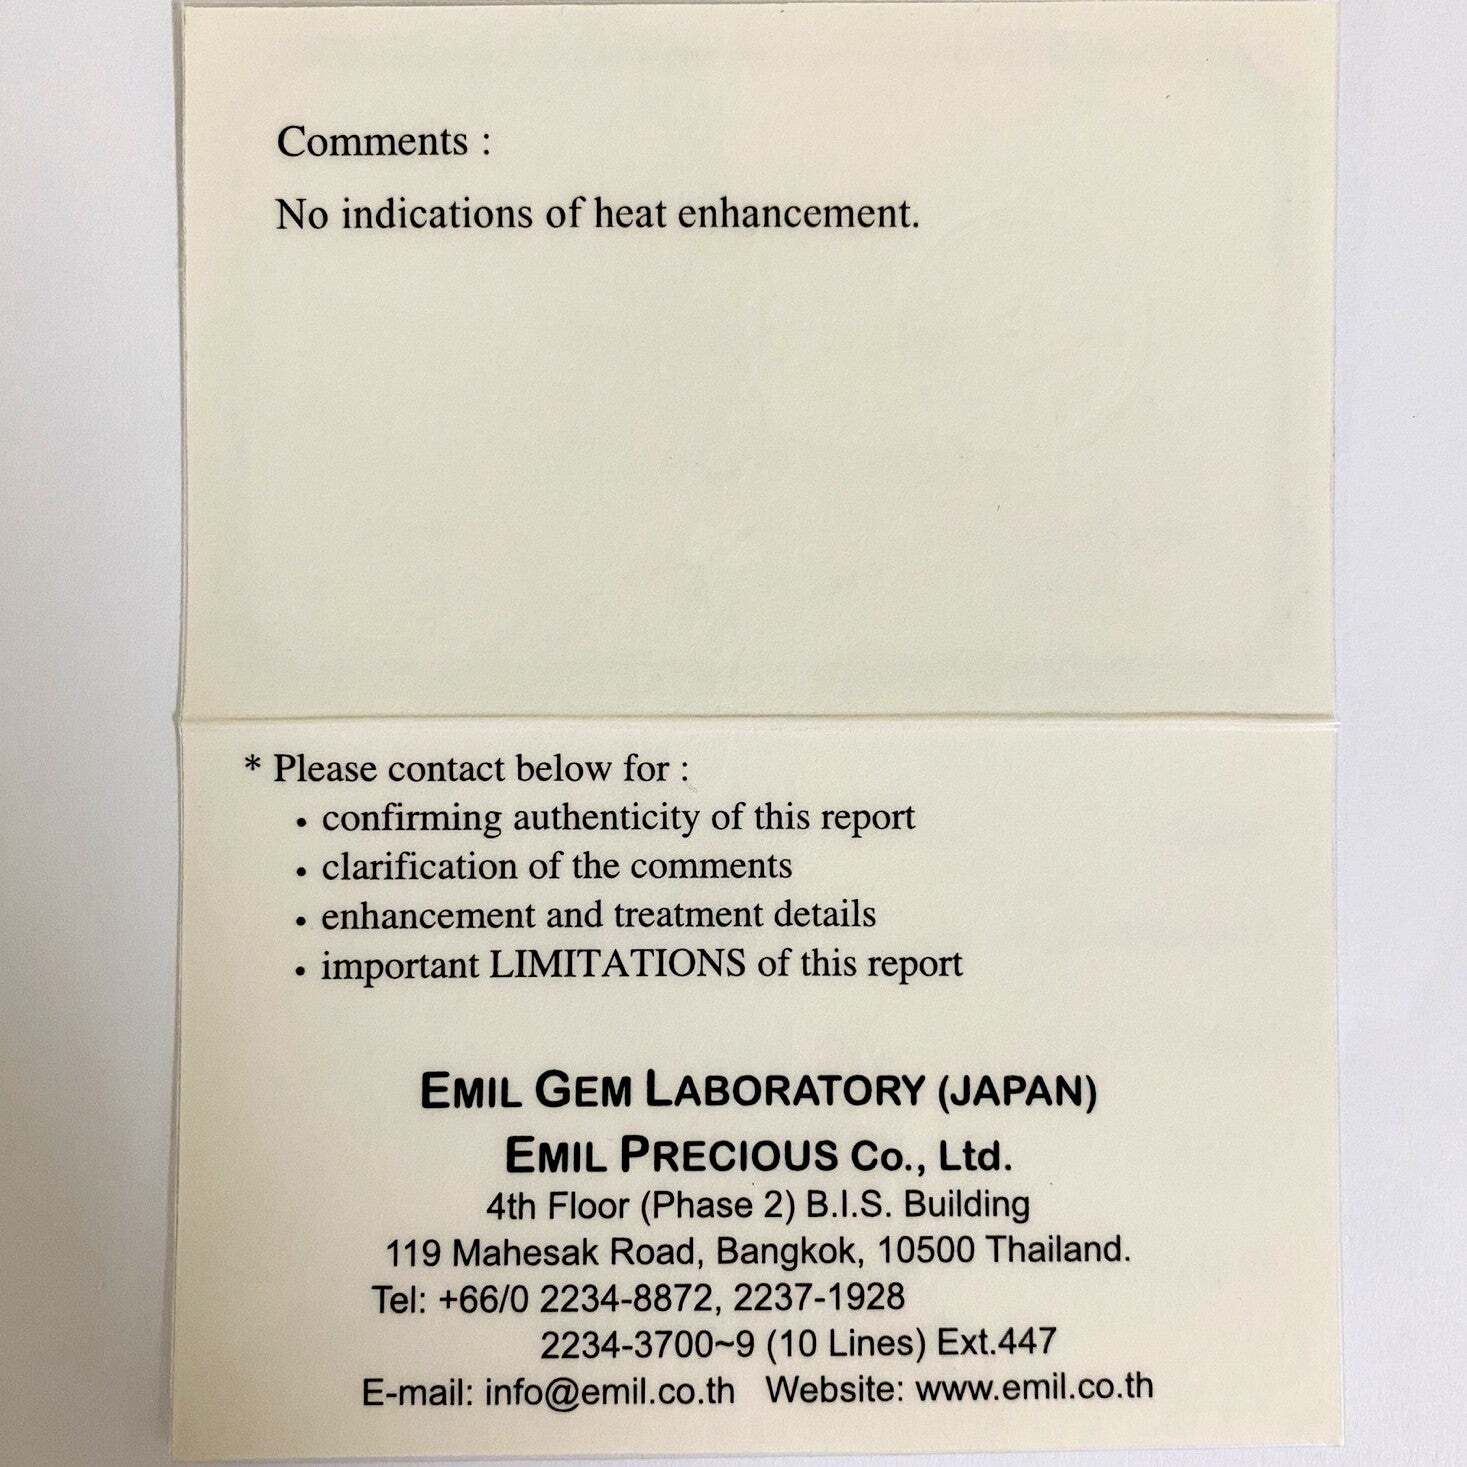 Comments :
No indications of heat enhancement.
* Please contact below for :
• confirming authenticity of this report
• clarification of the comments
• enhancement and treatment details
• important LIMITATIONS of this report
EMIL GEM LABORATORY (JAPAN)
EMIL PRECIOUS Co., Ltd.
4th Floor (Phase 2) B.I.S. Building
119 Mahesak Road, Bangkok, 10500 Thailand.
Tel: +66/0 2234-8872, 2237-1928
2234-3700~9 (10 Lines) Ext.447
E-mail: info@emil.co.th Website: www.emil.co.th